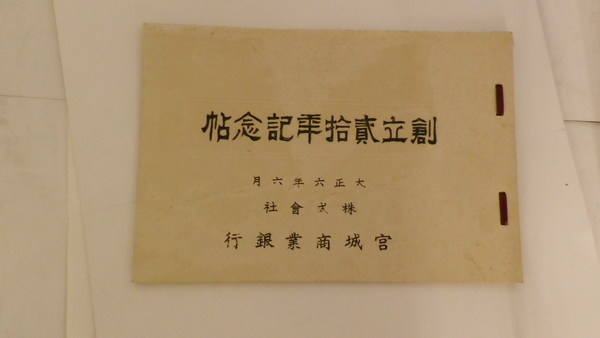 創立貳拾年記念帖
大正六年六月
株式會社
宮城商業銀行